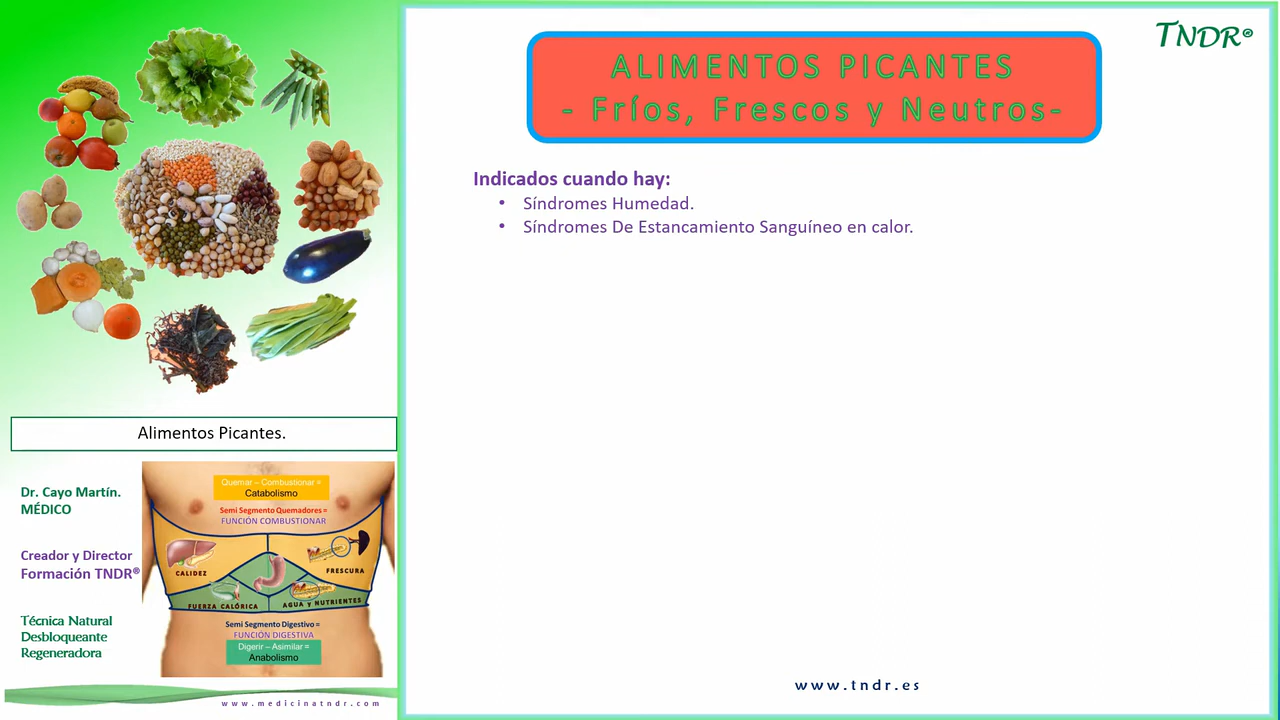 TNDR®
ALIMENTOS PICANTES
- Fríos, Frescos y Neutros-
Indicados cuando hay:
• Síndromes Humedad.
• Síndromes De Estancamiento Sanguíneo en calor.
www.tndr.es
Alimentos Picantes.
Dr. Cayo Martín.
MÉDICO
Creador y Director
Formación TNDR®
Técnica Natural
Desbloqueante
Regeneradora
Quemar – Combustionar =
Catabolismo
Semi Segmento Quemadores =
FUNCIÓN COMBUSTIONAR
CALIDEZ
FRESCURA
FUERZA CALÓRICA
AGUA y NUTRIENTES
Semi Segmento Digestivo =
FUNCIÓN DIGESTIVA
Digerir – Asimilar =
Anabolismo
www.medicinatndr.com